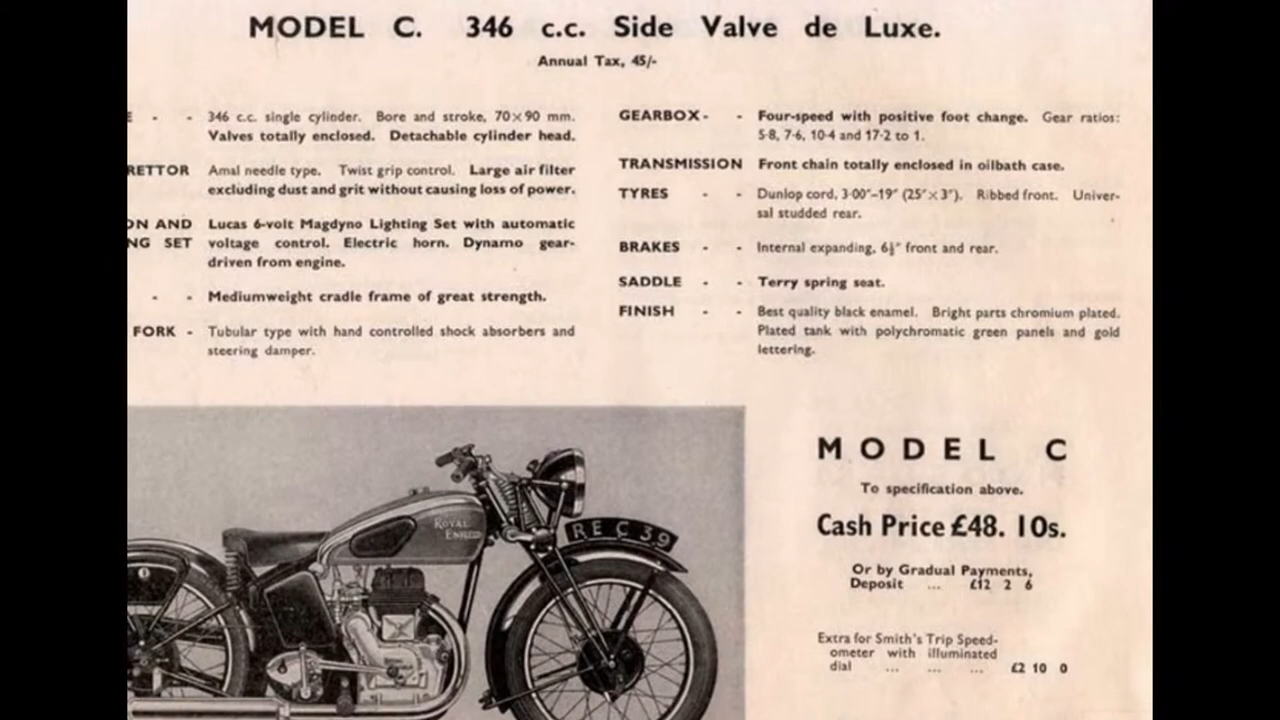 MODEL C. 346 c.c. Side Valve de Luxe.
Annual Tax, 45/-
E - - 346 c.c. single cylinder. Bore and stroke, 70×90 mm.
Valves totally enclosed. Detachable cylinder head.
RETTOR Amal needle type. Twist grip control. Large air filter
excluding dust and grit without causing loss of power.
ON AND Lucas 6-volt Magdyno Lighting Set with automatic
NG SET voltage control. Electric horn. Dynamo gear-
driven from engine.
- - Mediumweight cradle frame of great strength.
FORK - Tubular type with hand controlled shock absorbers and
steering damper.
GEARBOX - - Four-speed with positive foot change. Gear ratios:
5·8, 7·6, 10·4 and 17·2 to 1.
TRANSMISSION Front chain totally enclosed in oilbath case.
TYRES - - Dunlop cord, 3·00"–19" (25"×3"). Ribbed front. Univer-
sal studded rear.
BRAKES - - Internal expanding, 6½" front and rear.
SADDLE - - Terry spring seat.
FINISH - - Best quality black enamel. Bright parts chromium plated.
Plated tank with polychromatic green panels and gold
lettering.
ROYAL
ENFIELD
REC 39
MODEL C
To specification above.
Cash Price £48. 10s.
Or by Gradual Payments,
Deposit ... £12 2 6
Extra for Smith's Trip Speed-
ometer with illuminated
dial ... ... ... £2 10 0